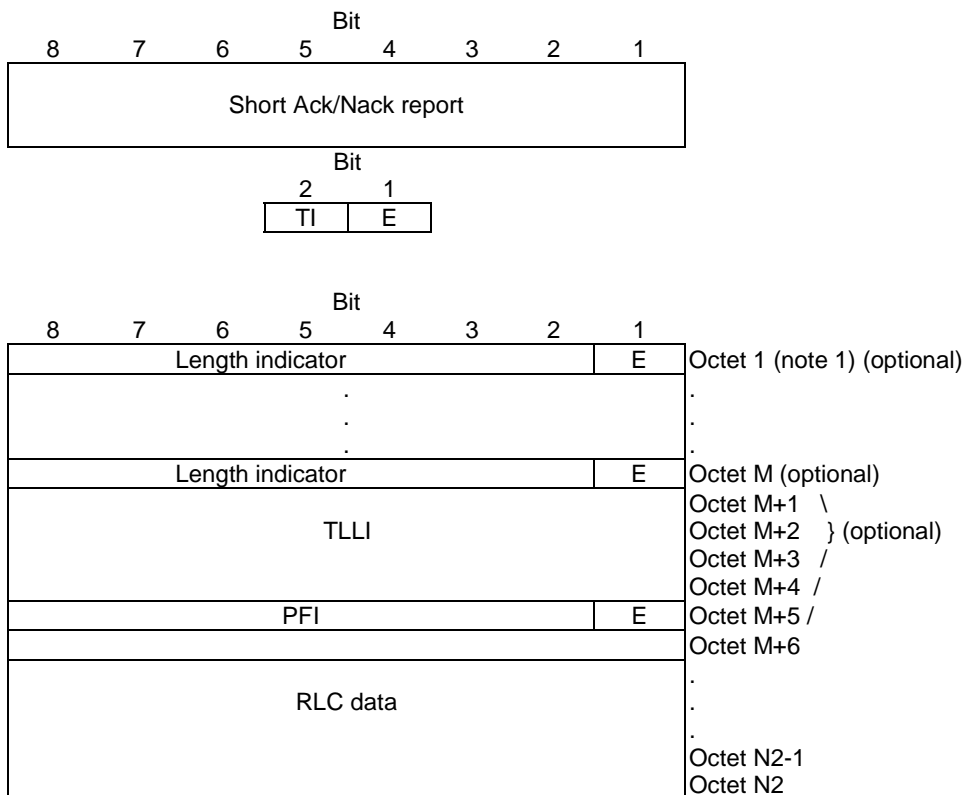 Bit
8 7 6 5 4 3 2 1
Short Ack/Nack report
Bit
2 1
TI E
Bit
8 7 6 5 4 3 2 1
Length indicator E Octet 1 (note 1) (optional)
. .
. .
. .
Length indicator E Octet M (optional)
Octet M+1 \
TLLI Octet M+2 } (optional)
Octet M+3 /
Octet M+4 /
PFI E Octet M+5 /
Octet M+6
.
RLC data .
.
Octet N2-1
Octet N2